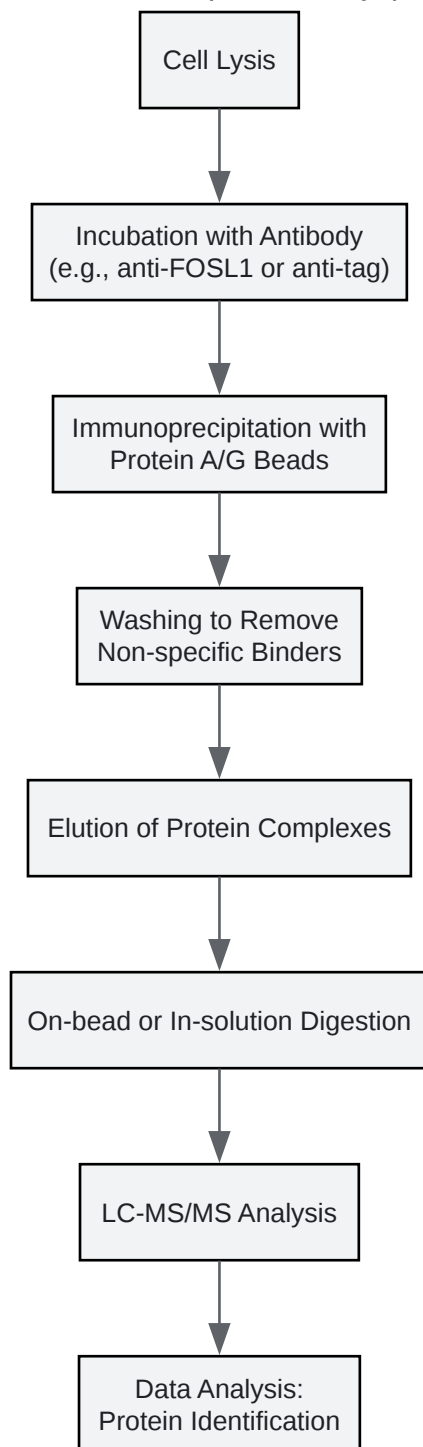 Cell Lysis
Incubation with Antibody
(e.g., anti-FOSL1 or anti-tag)
Immunoprecipitation with
Protein A/G Beads
Washing to Remove
Non-specific Binders
Elution of Protein Complexes
On-bead or In-solution Digestion
LC-MS/MS Analysis
Data Analysis:
Protein Identification